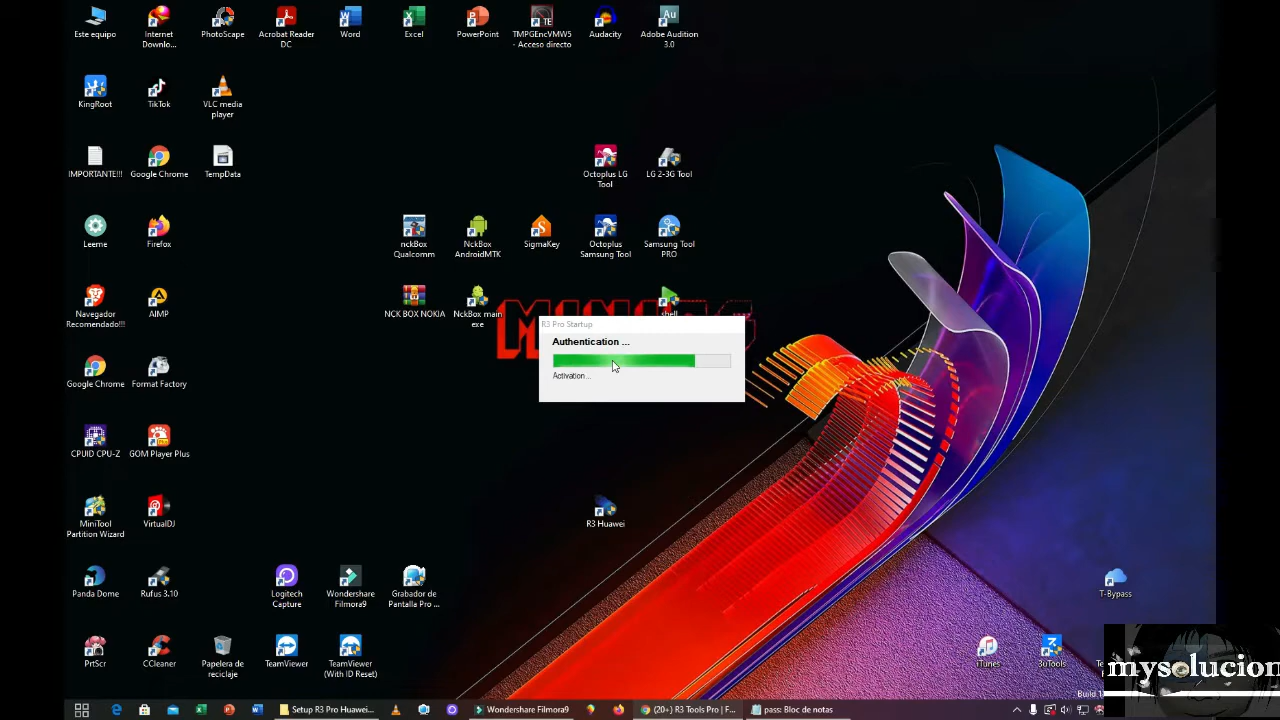 Este equipo
Internet
Downlo...
PhotoScape
Acrobat Reader
DC
Word
Excel
PowerPoint
TMPGEncVMW5
- Acceso directo
Audacity
Adobe Audition
3.0
KingRoot
TikTok
VLC media
player
IMPORTANTE!!!
Google Chrome
TempData
Octoplus LG
Tool
LG 2-3G Tool
Leeme
Firefox
nckBox
Qualcomm
NckBox
AndroidMTK
SigmaKey
Octoplus
Samsung Tool
Samsung Tool
PRO
Navegador
Recomendado!!!
AIMP
NCK BOX NOKIA
NckBox main
exe
shell
R3 Pro Startup
Authentication ...
Activation...
Google Chrome
Format Factory
CPUID CPU-Z
GOM Player Plus
MiniTool
Partition Wizard
VirtualDJ
R3 Huawei
Panda Dome
Rufus 3.10
Logitech
Capture
Wondershare
Filmora9
Grabador de
Pantalla Pro ...
T-Bypass
PrtScr
CCleaner
Papelera de
reciclaje
TeamViewer
TeamViewer
(With ID Reset)
iTunes
3uTools
mysolucion
Setup R3 Pro Huawei...
Wondershare Filmora9
(20+) R3 Tools Pro | F...
pass: Bloc de notas